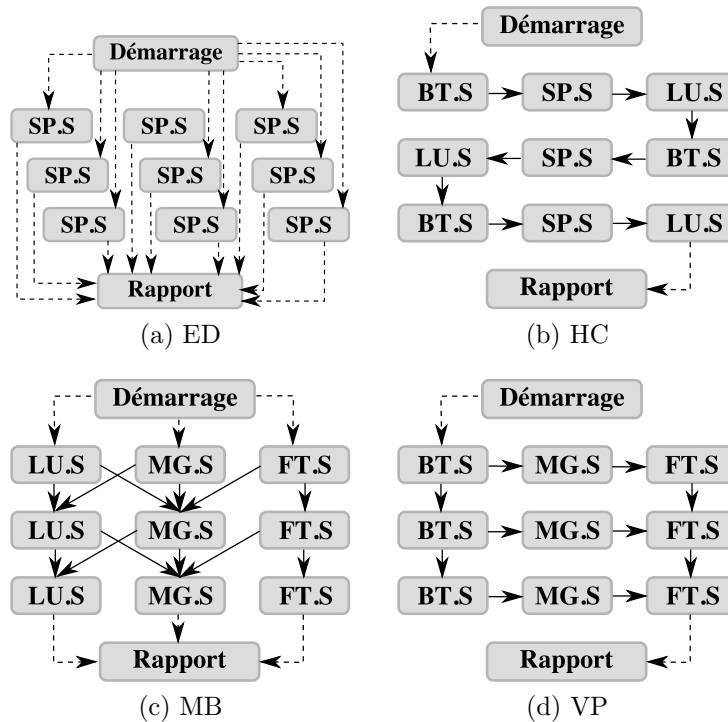 Démarrage
SP.S SP.S SP.S
SP.S SP.S SP.S
SP.S SP.S SP.S
Rapport
(a) ED
Démarrage
BT.S SP.S LU.S
LU.S SP.S BT.S
BT.S SP.S LU.S
Rapport
(b) HC
Démarrage
LU.S MG.S FT.S
LU.S MG.S FT.S
LU.S MG.S FT.S
Rapport
(c) MB
Démarrage
BT.S MG.S FT.S
BT.S MG.S FT.S
BT.S MG.S FT.S
Rapport
(d) VP